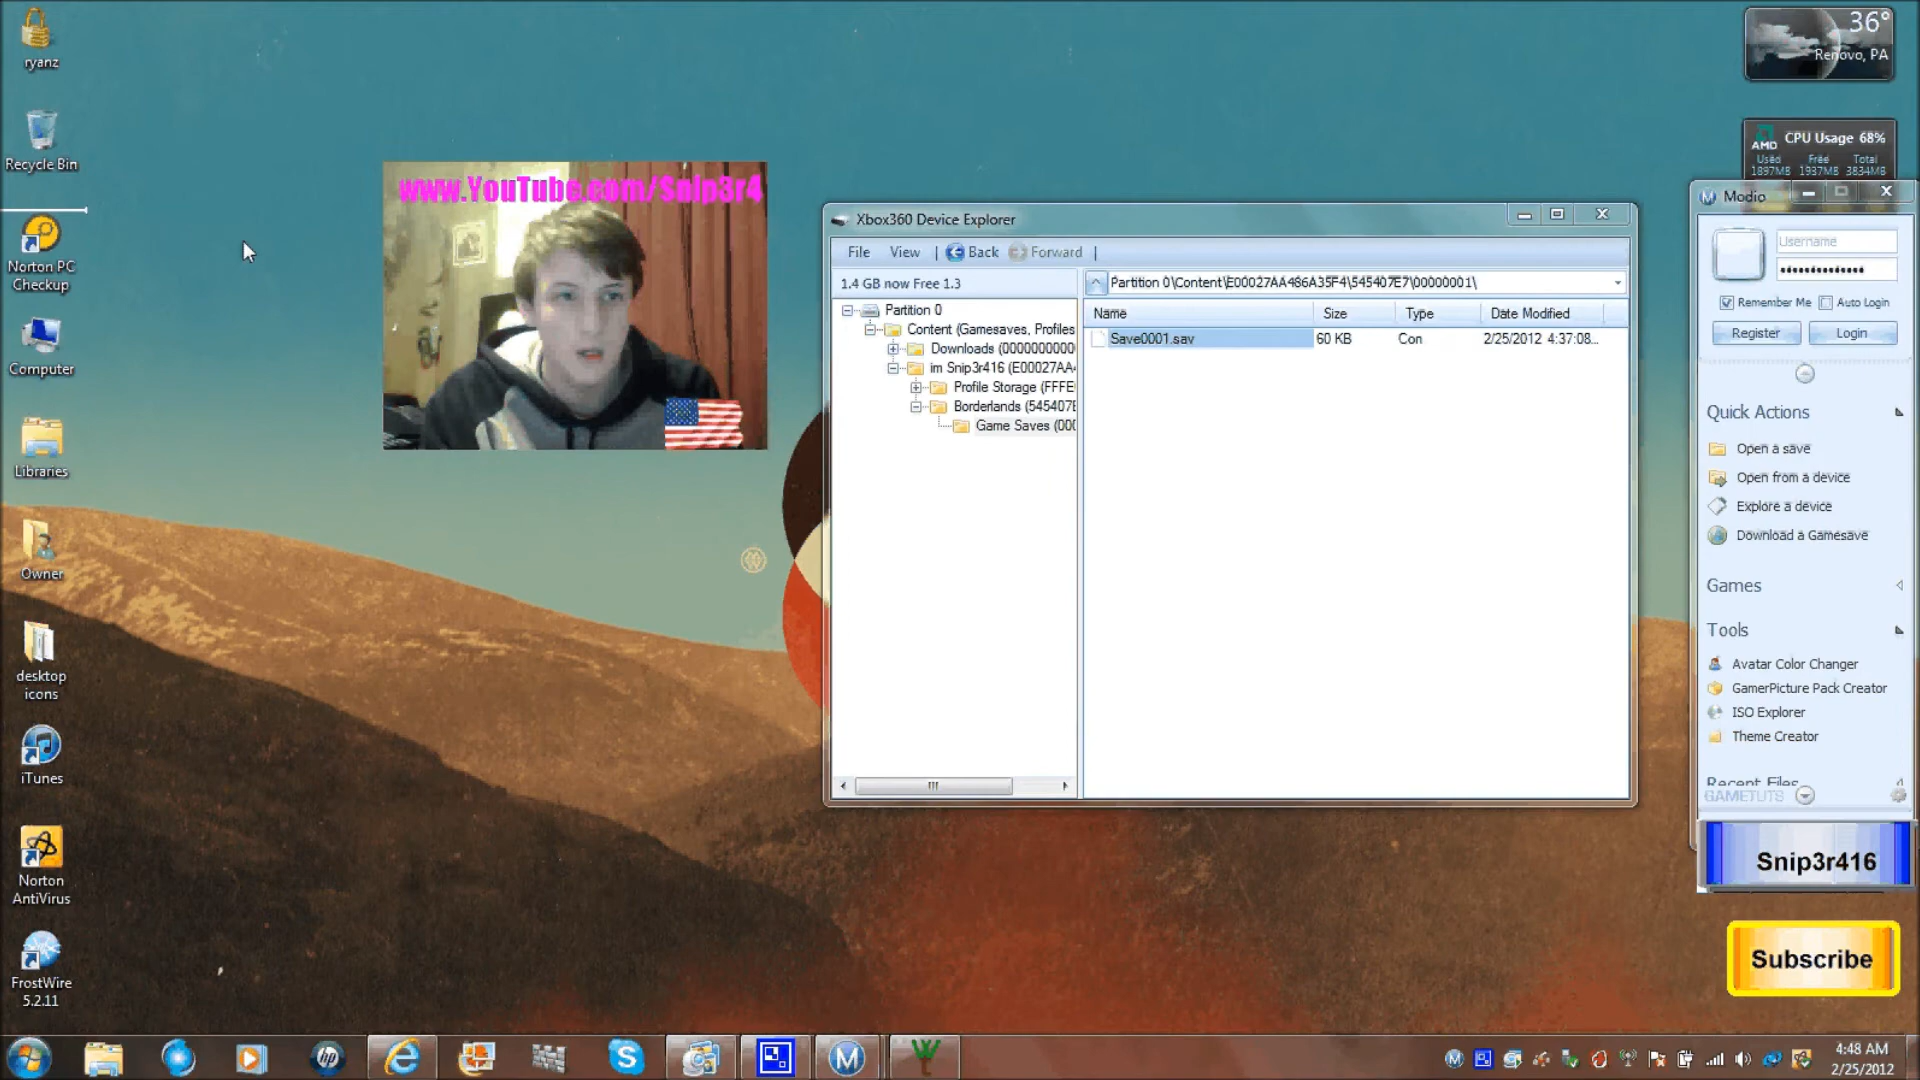 ryanz
Recycle Bin
Norton PC
Checkup
Computer
Libraries
Owner
desktop
icons
iTunes
Norton
AntiVirus
FrostWire
5.2.11
www.YouTube.com/Snip3r4
Xbox360 Device Explorer
File View | Back Forward |
1.4 GB now Free 1.3
Partition 0\Content\E00027AA486A35F4\545407E7\00000001\
Partition 0
Content (Gamesaves, Profiles
Downloads (0000000000
im Snip3r416 (E00027AA4
Profile Storage (FFFE
Borderlands (545407E
Game Saves (000
Name Size Type Date Modified
Save0001.sav 60 KB Con 2/25/2012 4:37:08...
36°
Renovo, PA
AMD CPU Usage 68%
Used Free Total
1897MB 1937MB 3834MB
Modio
Username
Remember Me Auto Login
Register Login
Quick Actions
Open a save
Open from a device
Explore a device
Download a Gamesave
Games
Tools
Avatar Color Changer
GamerPicture Pack Creator
ISO Explorer
Theme Creator
Recent Files
GAMETUTS
Snip3r416
Subscribe
4:48 AM
2/25/2012